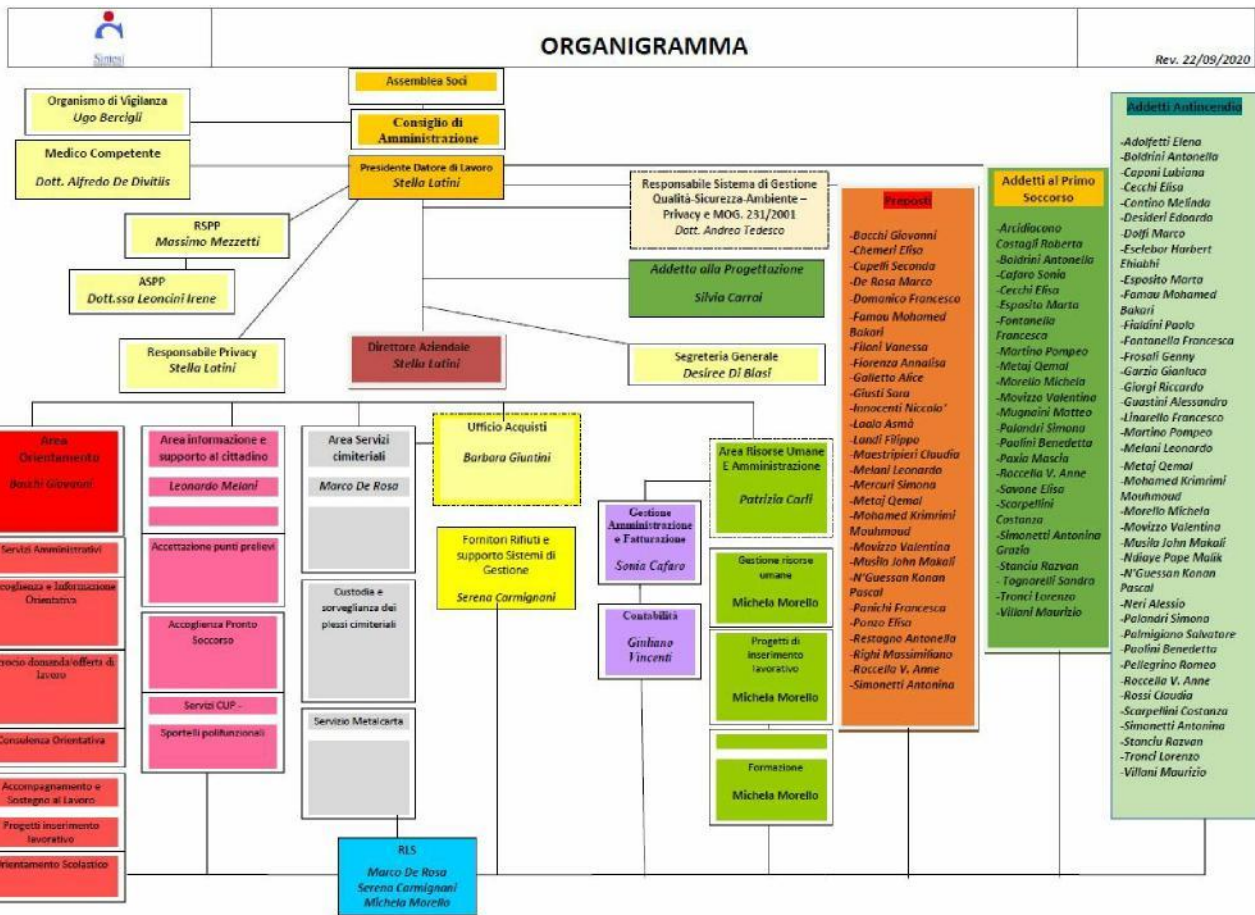 Sintesi
ORGANIGRAMMA
Rev. 22/09/2020
Assemblea Soci
Organismo di Vigilanza
Ugo Bercigli
Consiglio di
Amministrazione
Medico Competente
Dott. Alfredo De Divitiis
Presidente Datore di Lavoro
Stella Latini
RSPP
Massimo Mezzetti
ASPP
Dott.ssa Leoncini Irene
Responsabile Privacy
Stella Latini
Direttore Aziendale
Stella Latini
Responsabile Sistema di Gestione
Qualità-Sicurezza-Ambiente –
Privacy e MOG. 231/2001
Dott. Andrea Tedesco
Addetta alla Progettazione
Silvia Carrai
Segreteria Generale
Desiree Di Blasi
Area
Orientamento
Bacchi Giovanni
Servizi Amministrativi
coglienza e Informazione
Orientativa
crocio domanda/offerta di
lavoro
Consulenza Orientativa
Accompagnamento e
Sostegno al Lavoro
Progetti inserimento
lavorativo
Orientamento Scolastico
Area informazione e
supporto al cittadino
Leonardo Melani
Accettazione punti prelievi
Accoglienza Pronto
Soccorso
Servizi CUP -
Sportelli polifunzionali
Area Servizi
cimiteriali
Marco De Rosa
Custodia e
sorveglianza dei
plessi cimiteriali
Servizio Metalcarta
Ufficio Acquisti
Barbara Giuntini
Fornitori Rifiuti e
supporto Sistemi di
Gestione
Serena Carmignani
RLS
Marco De Rosa
Serena Carmignani
Michela Morello
Gestione
Amministrazione
e Fatturazione
Sonia Cafaro
Contabilità
Giuliano
Vincenti
Area Risorse Umane
E Amministrazione
Patrizia Carli
Gestione risorse
umane
Michela Morello
Progetti di
inserimento
lavorativo
Michela Morello
Formazione
Michela Morello
Preposti
-Bacchi Giovanni
-Chemeri Elisa
-Cupelli Seconda
-De Rosa Marco
-Domanico Francesco
-Famau Mohamed
Bakari
-Filoni Vanessa
-Fiorenza Annalisa
-Galletto Alice
-Giusti Sara
-Innocenti Niccolo'
-Laala Asmà
-Landi Filippo
-Maestripieri Claudia
-Melani Leonardo
-Mercuri Simona
-Metaj Qemal
-Mohamed Krimrimi
Mouhmoud
-Movizzo Valentina
-Musila John Makali
-N'Guessan Konan
Pascal
-Panichi Francesca
-Ponzo Elisa
-Restagno Antonella
-Righi Massimiliano
-Roccella V. Anne
-Simonetti Antonina
Addetti al Primo
Soccorso
-Arcidiacono
Costagli Roberta
-Boldrini Antonella
-Cafaro Sonia
-Cecchi Elisa
-Esposito Marta
-Fontanella
Francesca
-Martino Pompeo
-Metaj Qemal
-Morello Michela
-Movizzo Valentina
-Mugnaini Matteo
-Palandri Simona
-Paolini Benedetta
-Paxia Mascia
-Roccella V. Anne
-Savone Elisa
-Scarpellini
Costanza
-Simonetti Antonina
Grazia
-Stanciu Razvan
- Tognarelli Sandra
-Tronci Lorenzo
-Villani Maurizio
Addetti Antincendio
-Adolfetti Elena
-Boldrini Antonella
-Caponi Lubiana
-Cecchi Elisa
-Contino Melinda
-Desideri Edoardo
-Dolfi Marco
-Eselebor Harbert
Ehiabhi
-Esposito Marta
-Famau Mohamed
Bakari
-Fialdini Paolo
-Fontanella Francesca
-Frosali Genny
-Garzia Gianluca
-Giorgi Riccardo
-Guastini Alessandro
-Linarello Francesco
-Martino Pompeo
-Melani Leonardo
-Metaj Qemal
-Mohamed Krimrimi
Mouhmoud
-Morello Michela
-Movizzo Valentina
-Musila John Makali
-Ndiaye Pape Malik
-N'Guessan Konan
Pascal
-Neri Alessio
-Palandri Simona
-Palmigiano Salvatore
-Paolini Benedetta
-Pellegrino Romeo
-Roccella V. Anne
-Rossi Claudia
-Scarpellini Costanza
-Simonetti Antonina
-Stanciu Razvan
-Tronci Lorenzo
-Villani Maurizio